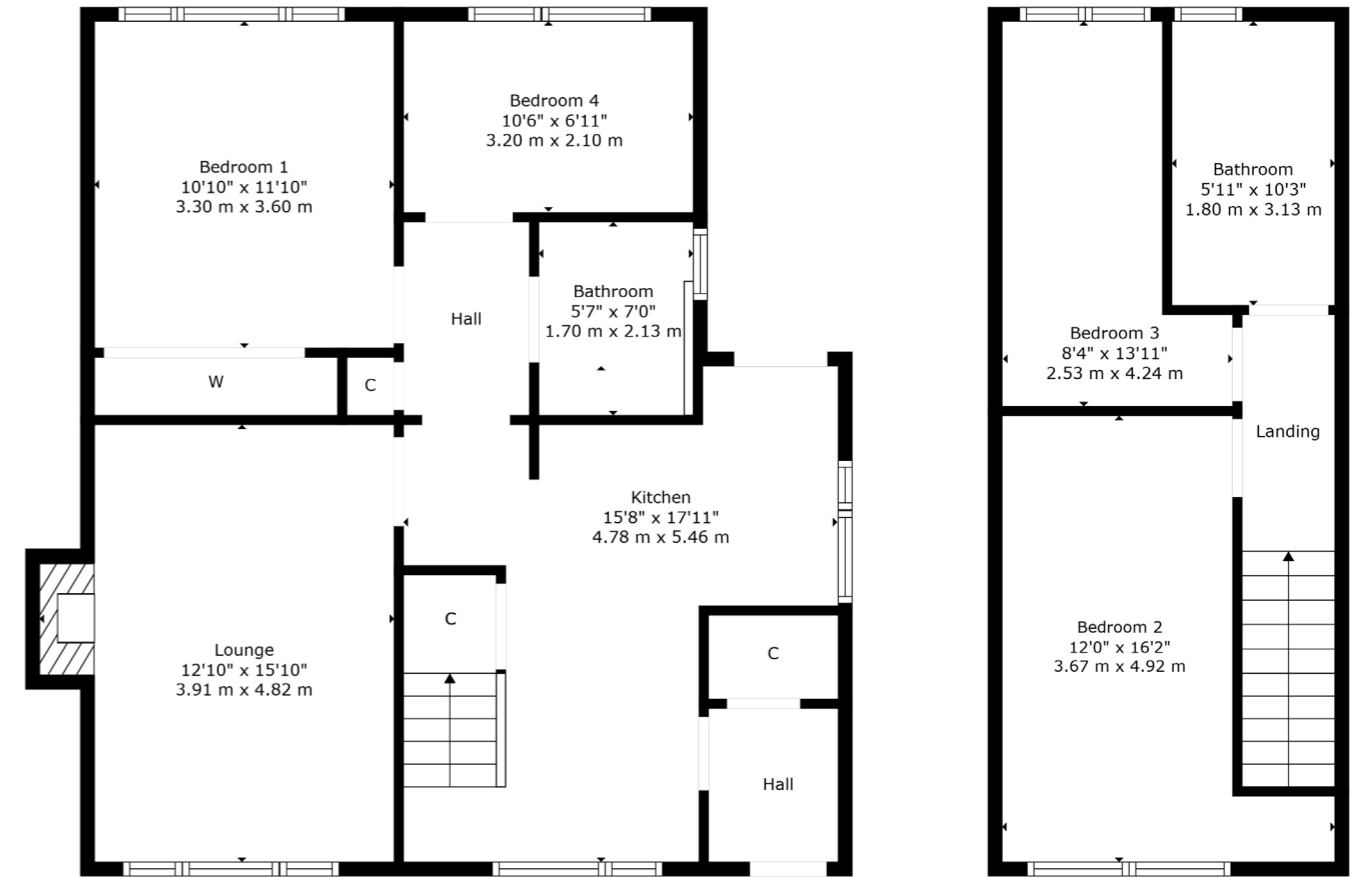 Bedroom 1
10'10" x 11'10"
3.30 m x 3.60 m
Bedroom 4
10'6" x 6'11"
3.20 m x 2.10 m
Hall
Bathroom
5'7" x 7'0"
1.70 m x 2.13 m
W
C
Kitchen
15'8" x 17'11"
4.78 m x 5.46 m
Lounge
12'10" x 15'10"
3.91 m x 4.82 m
C
C
Hall
Bathroom
5'11" x 10'3"
1.80 m x 3.13 m
Bedroom 3
8'4" x 13'11"
2.53 m x 4.24 m
Landing
Bedroom 2
12'0" x 16'2"
3.67 m x 4.92 m